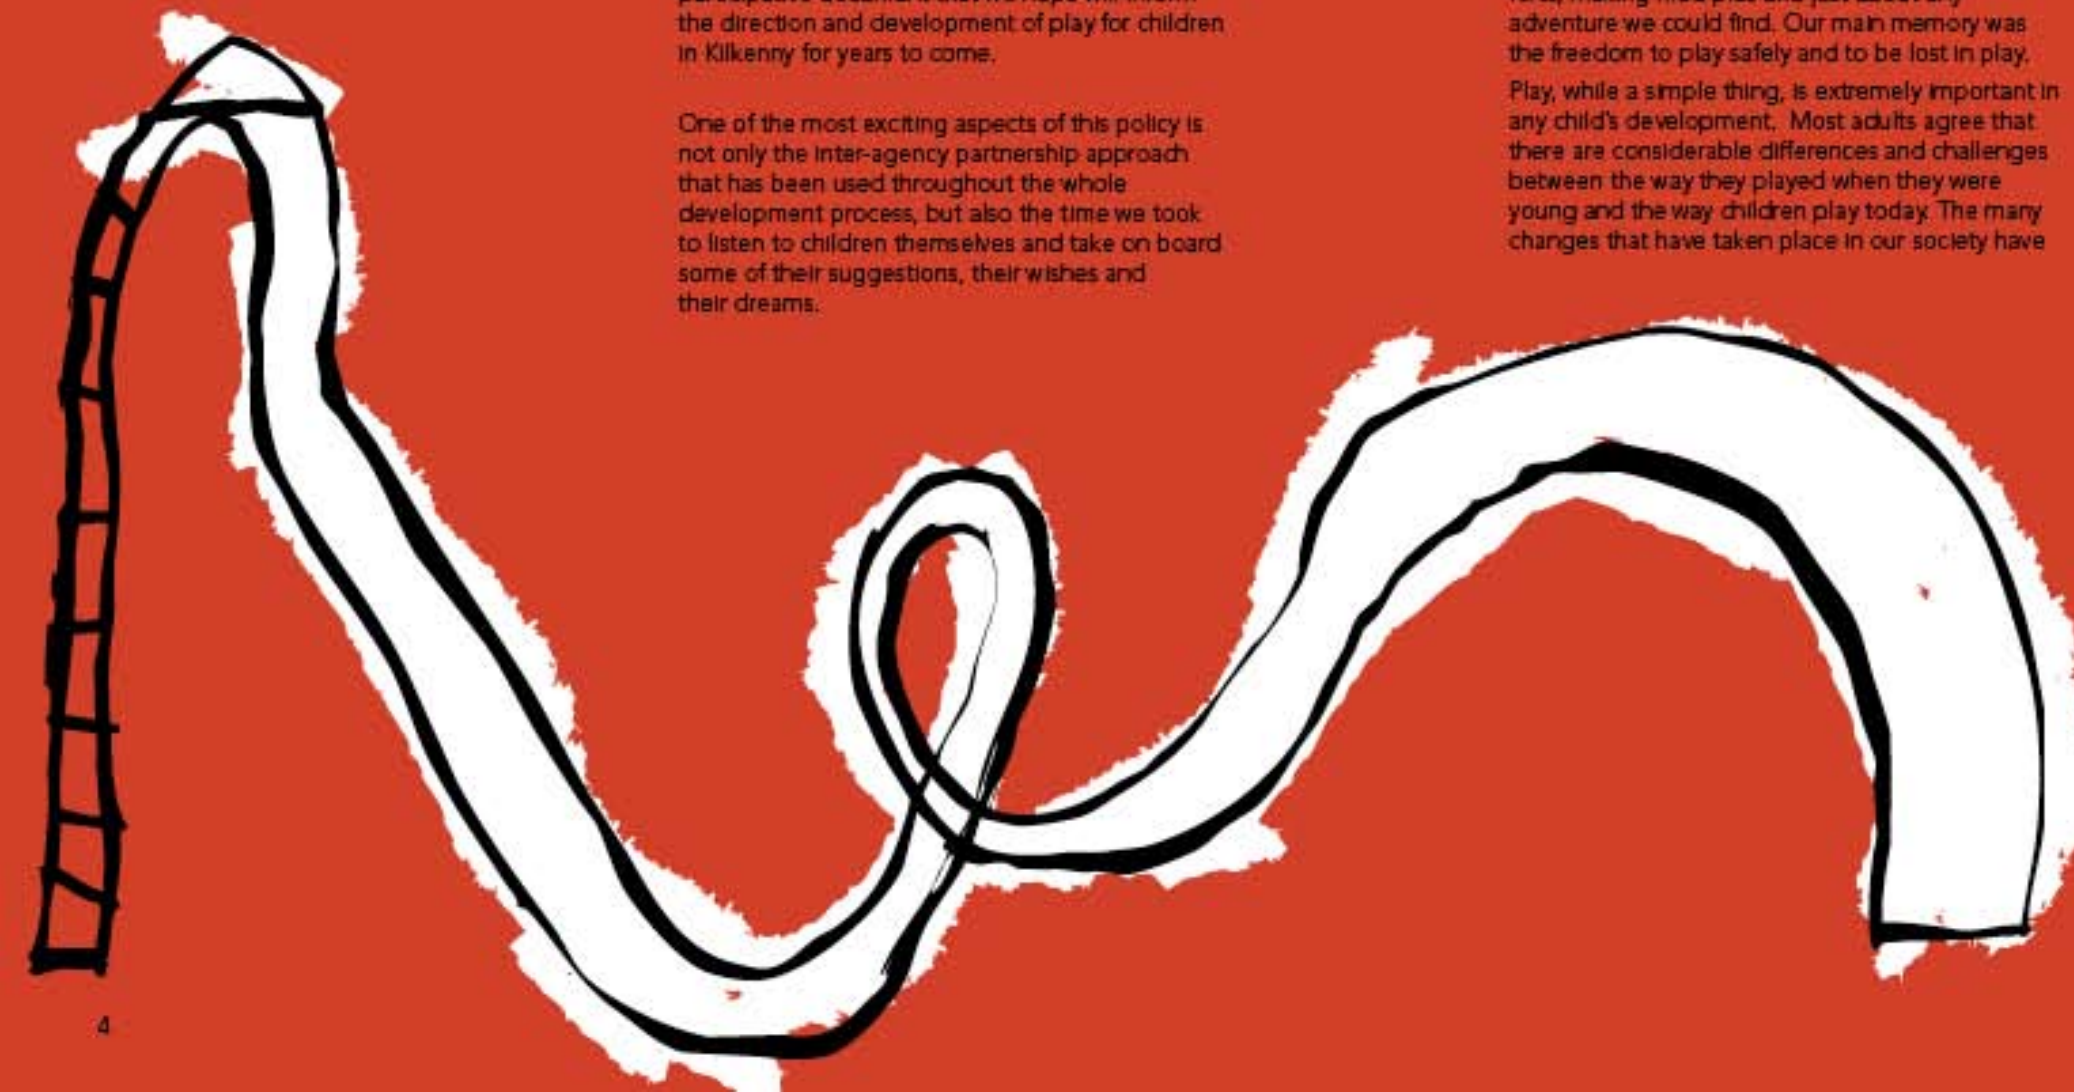 the direction and development of play for children
in Kilkenny for years to come.
One of the most exciting aspects of this policy is
not only the inter-agency partnership approach
that has been used throughout the whole
development process, but also the time we took
to listen to children themselves and take on board
some of their suggestions, their wishes and
their dreams.
adventure we could find. Our main memory was
the freedom to play safely and to be lost in play.
Play, while a simple thing, is extremely important in
any child's development.  Most adults agree that
there are considerable differences and challenges
between the way they played when they were
young and the way children play today. The many
changes that have taken place in our society have
4